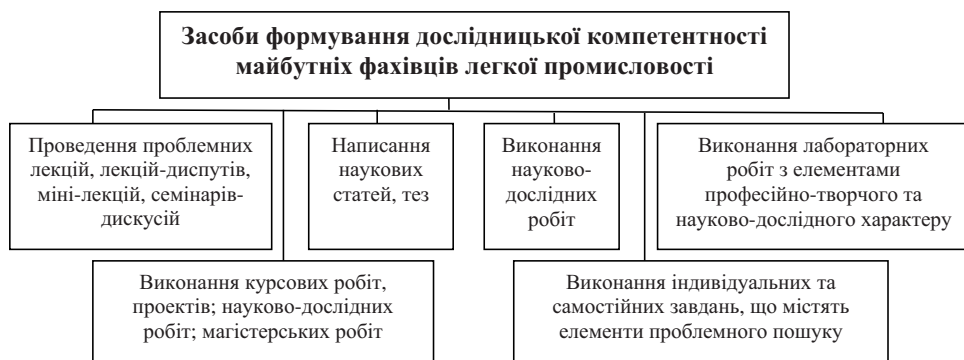 Засоби формування дослідницької компетентності
майбутніх фахівців легкої промисловості
Проведення проблемних
лекцій, лекцій-диспутів,
міні-лекцій, семінарів-
дискусій
Написання
наукових
статей, тез
Виконання
науково-
дослідних
робіт
Виконання лабораторних
робіт з елементами
професійно-творчого та
науково-дослідного характеру
Виконання курсових робіт,
проектів; науково-дослідних
робіт; магістерських робіт
Виконання індивідуальних та
самостійних завдань, що містять
елементи проблемного пошуку